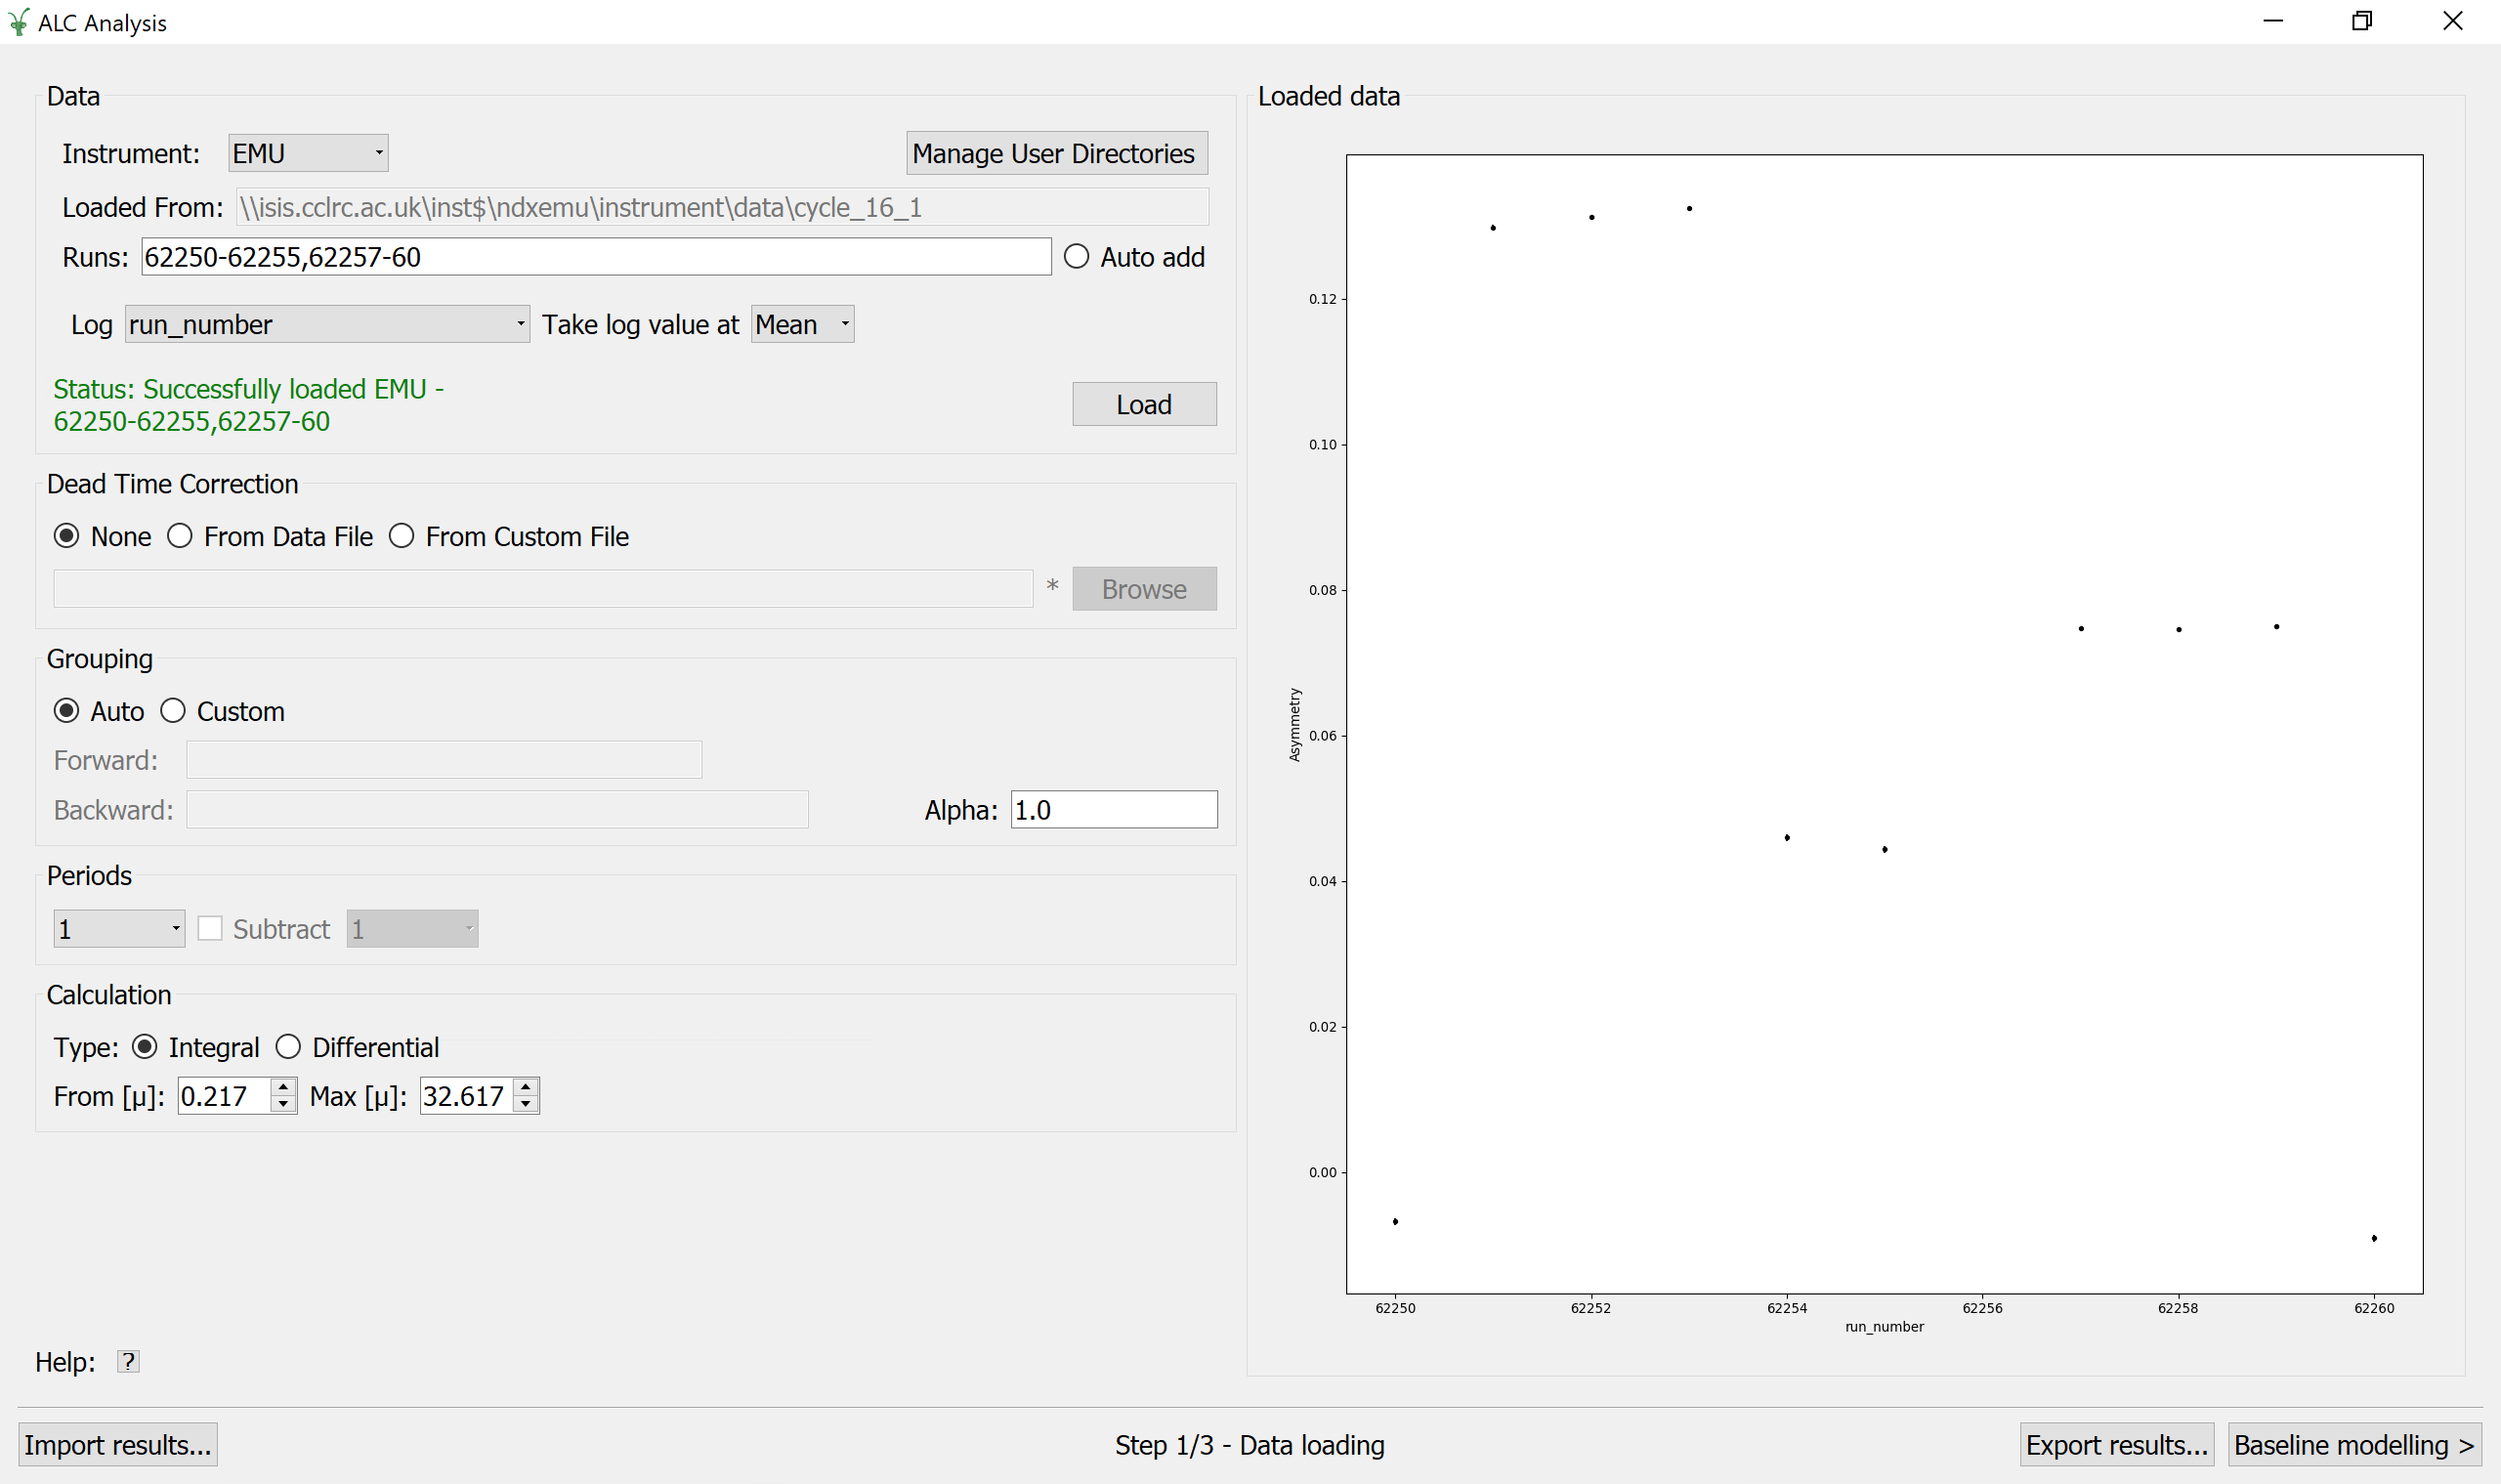 ALC Analysis
Data
Instrument: EMU Manage User Directories
Loaded From: \\isis.cclrc.ac.uk\inst$\ndxemu\instrument\data\cycle_16_1
Runs: 62250-62255,62257-60 Auto add
Log run_number Take log value at Mean
Status: Successfully loaded EMU -
62250-62255,62257-60
Load
Dead Time Correction
None From Data File From Custom File
* Browse
Grouping
Auto Custom
Forward:
Backward: Alpha: 1.0
Periods
1 Subtract 1
Calculation
Type: Integral Differential
From [µ]: 0.217 Max [µ]: 32.617
Help: ?
Loaded data
0.12
0.10
0.08
0.06
0.04
0.02
0.00
Asymmetry
62250 62252 62254 62256 62258 62260
run_number
Import results... Step 1/3 - Data loading Export results... Baseline modelling >